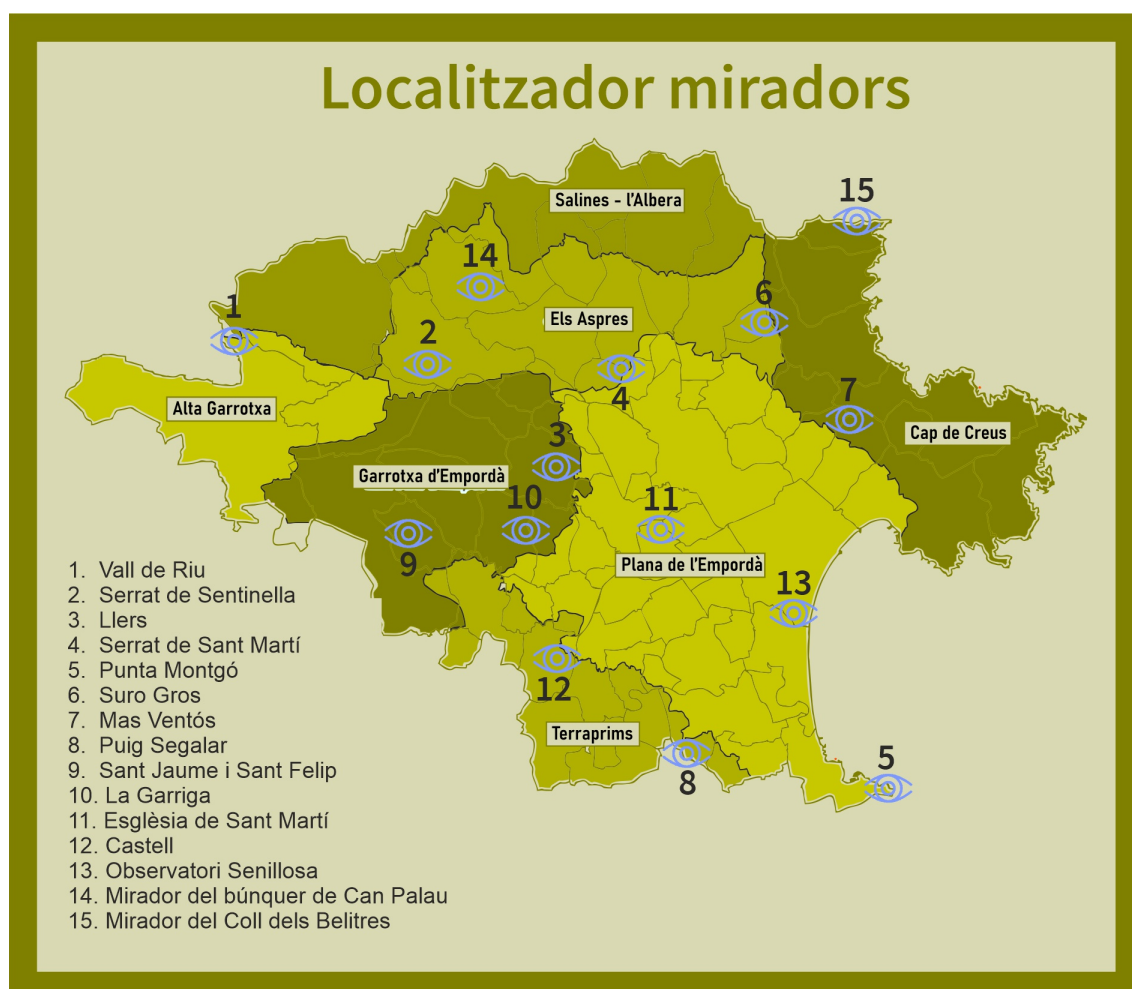 Localitzador miradors
15
Salines - l'Albera
14
6
1
Els Aspres
2
4
7
Alta Garrotxa
Cap de Creus
3
Garrotxa d'Empordà
10
11
9
Plana de l'Empordà
13
12
Terraprims
5
8
1. Vall de Riu
2. Serrat de Sentinella
3. Llers
4. Serrat de Sant Martí
5. Punta Montgó
6. Suro Gros
7. Mas Ventós
8. Puig Segalar
9. Sant Jaume i Sant Felip
10. La Garriga
11. Esglèsia de Sant Martí
12. Castell
13. Observatori Senillosa
14. Mirador del búnquer de Can Palau
15. Mirador del Coll dels Belitres